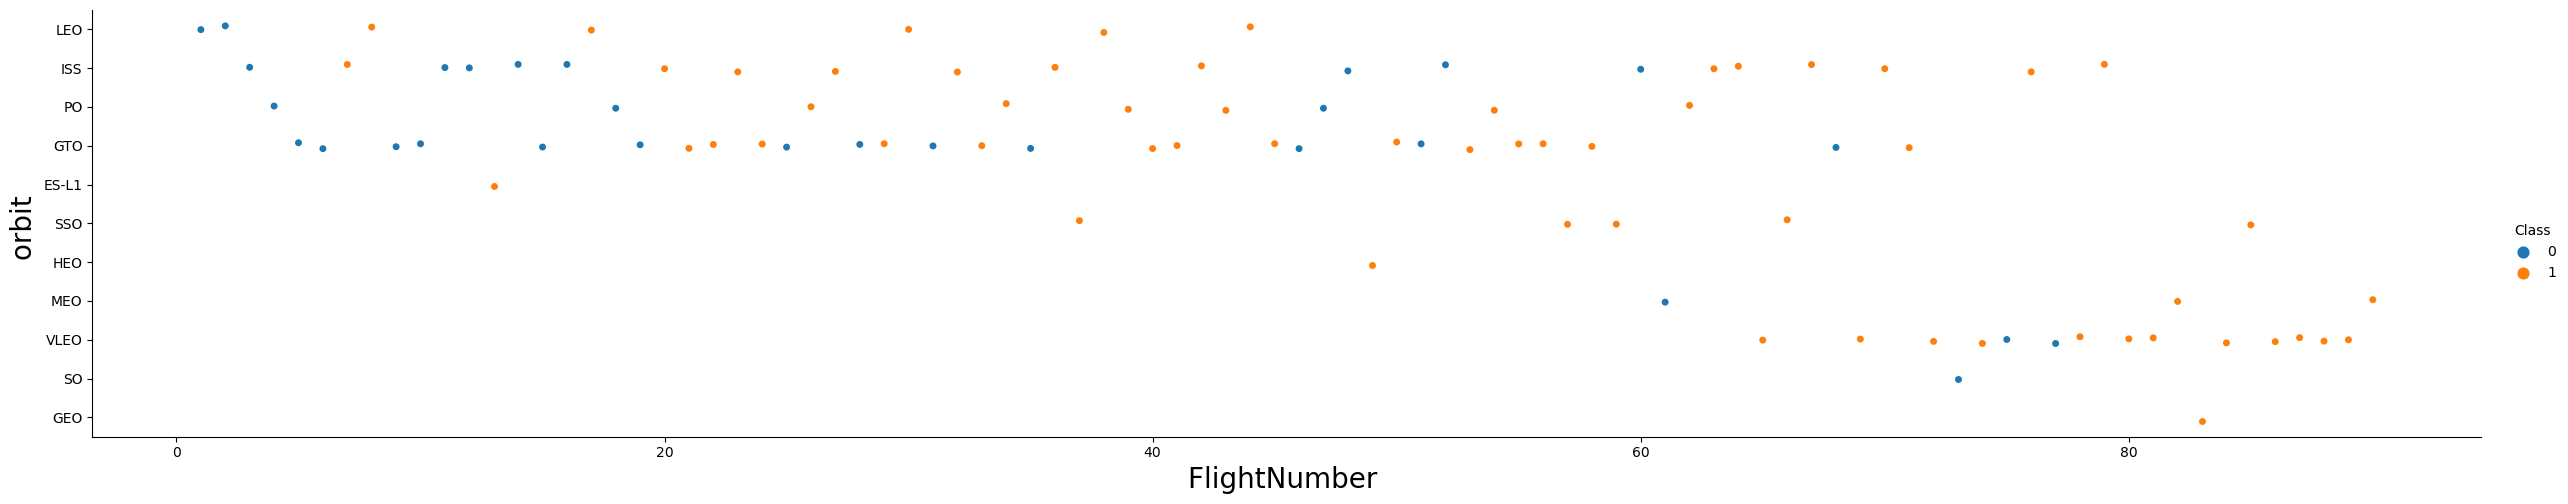 LEO
ISS
PO
GTO
ES-L1
SSO
HEO
MEO
VLEO
SO
GEO
orbit
0
20
40
60
80
FlightNumber
Class
0
1